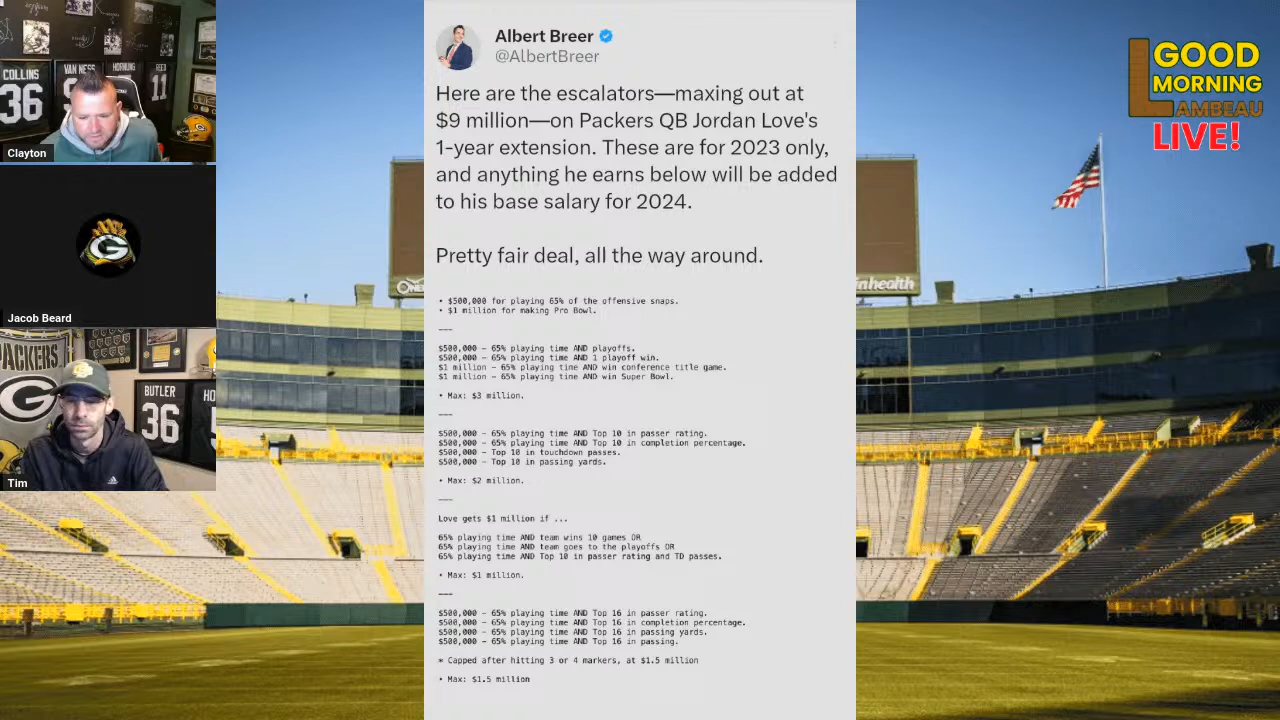 COLLINS
36
VAN NESS
HORNUNG
REED
11
Clayton
G
Jacob Beard
PACKERS
G
BUTLER
36
HO
Tim
Albert Breer
@AlbertBreer
Here are the escalators—maxing out at
$9 million—on Packers QB Jordan Love's
1-year extension. These are for 2023 only,
and anything he earns below will be added
to his base salary for 2024.
Pretty fair deal, all the way around.
• $500,000 for playing 65% of the offensive snaps.
• $1 million for making Pro Bowl.
---
$500,000 – 65% playing time AND playoffs.
$500,000 – 65% playing time AND 1 playoff win.
$1 million – 65% playing time AND win conference title game.
$1 million – 65% playing time AND win Super Bowl.
• Max: $3 million.
---
$500,000 – 65% playing time AND Top 10 in passer rating.
$500,000 – 65% playing time AND Top 10 in completion percentage.
$500,000 – Top 10 in touchdown passes.
$500,000 – Top 10 in passing yards.
• Max: $2 million.
---
Love gets $1 million if ...
65% playing time AND team wins 10 games OR
65% playing time AND team goes to the playoffs OR
65% playing time AND Top 10 in passer rating and TD passes.
• Max: $1 million.
---
$500,000 – 65% playing time AND Top 16 in passer rating.
$500,000 – 65% playing time AND Top 16 in completion percentage.
$500,000 – 65% playing time AND Top 16 in passing yards.
$500,000 – 65% playing time AND Top 16 in passing.
* Capped after hitting 3 or 4 markers, at $1.5 million
• Max: $1.5 million
inhealth
GOOD
MORNING
LAMBEAU
LIVE!